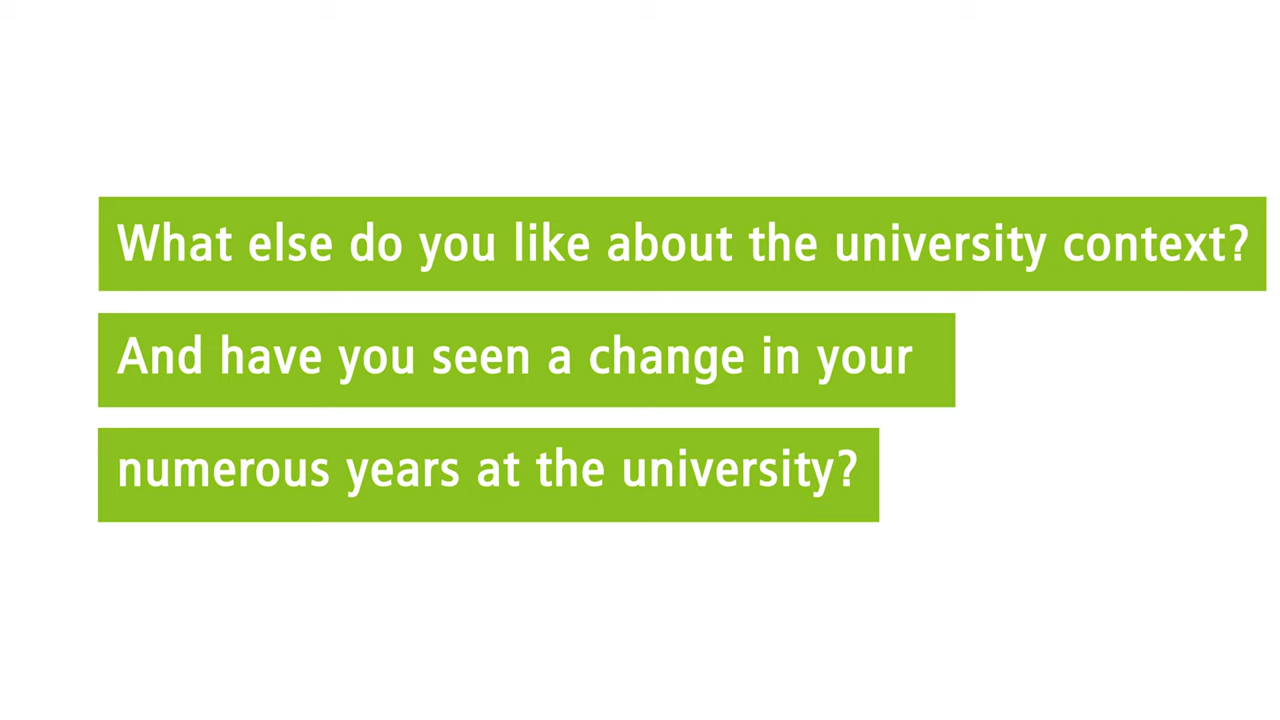 What else do you like about the university context?
And have you seen a change in your
numerous years at the university?